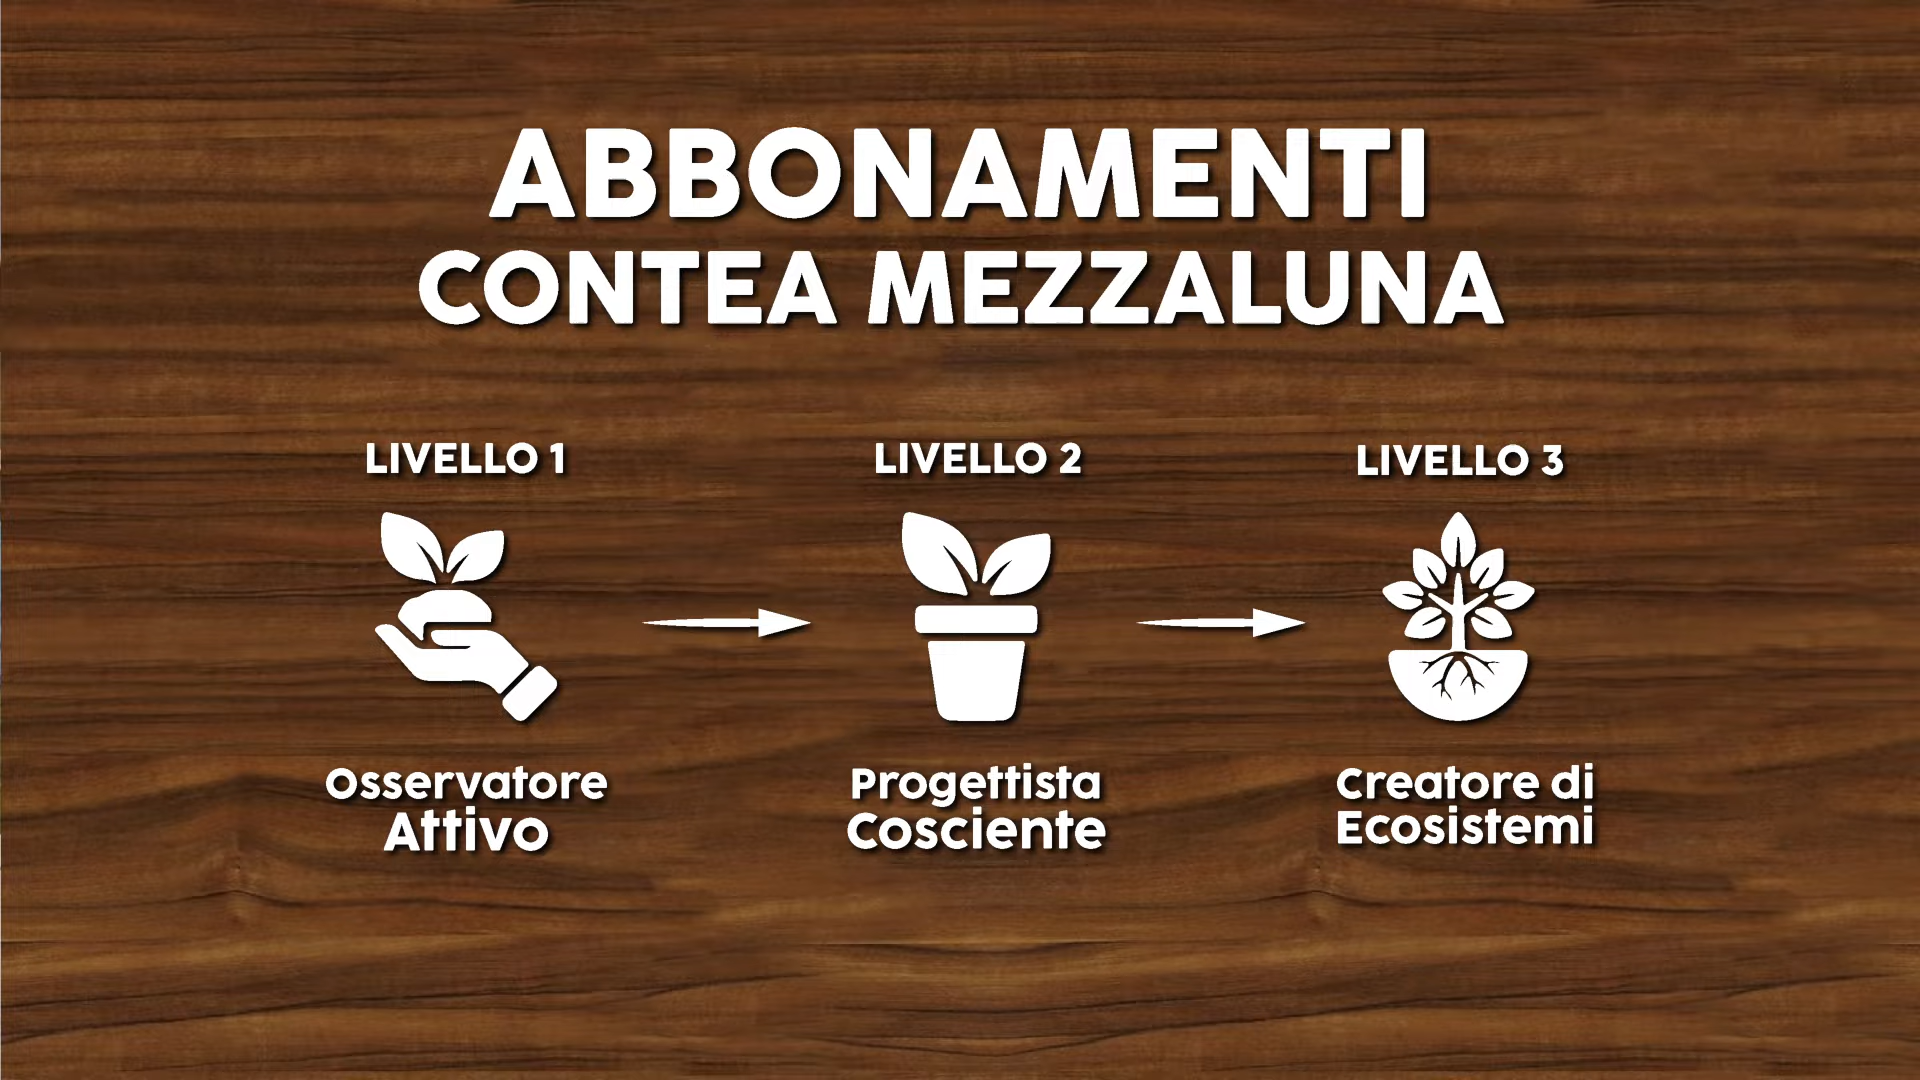 ABBONAMENTI
CONTEA MEZZALUNA
LIVELLO 1
LIVELLO 2
LIVELLO 3
Osservatore
Attivo
Progettista
Cosciente
Creatore di
Ecosistemi